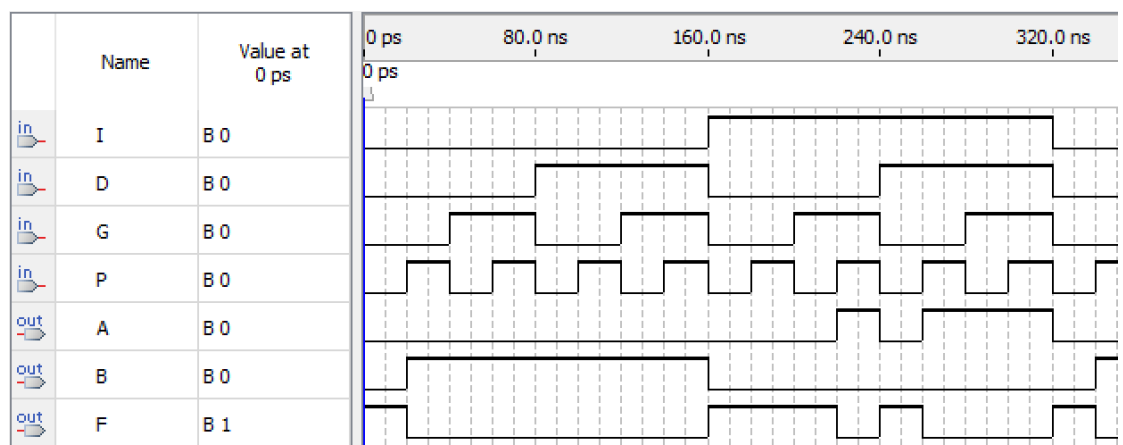 Name
Value at
0 ps
0 ps 80.0 ns 160.0 ns 240.0 ns 320.0 ns
0 ps
in I B 0
in D B 0
in G B 0
in P B 0
out A B 0
out B B 0
out F B 1